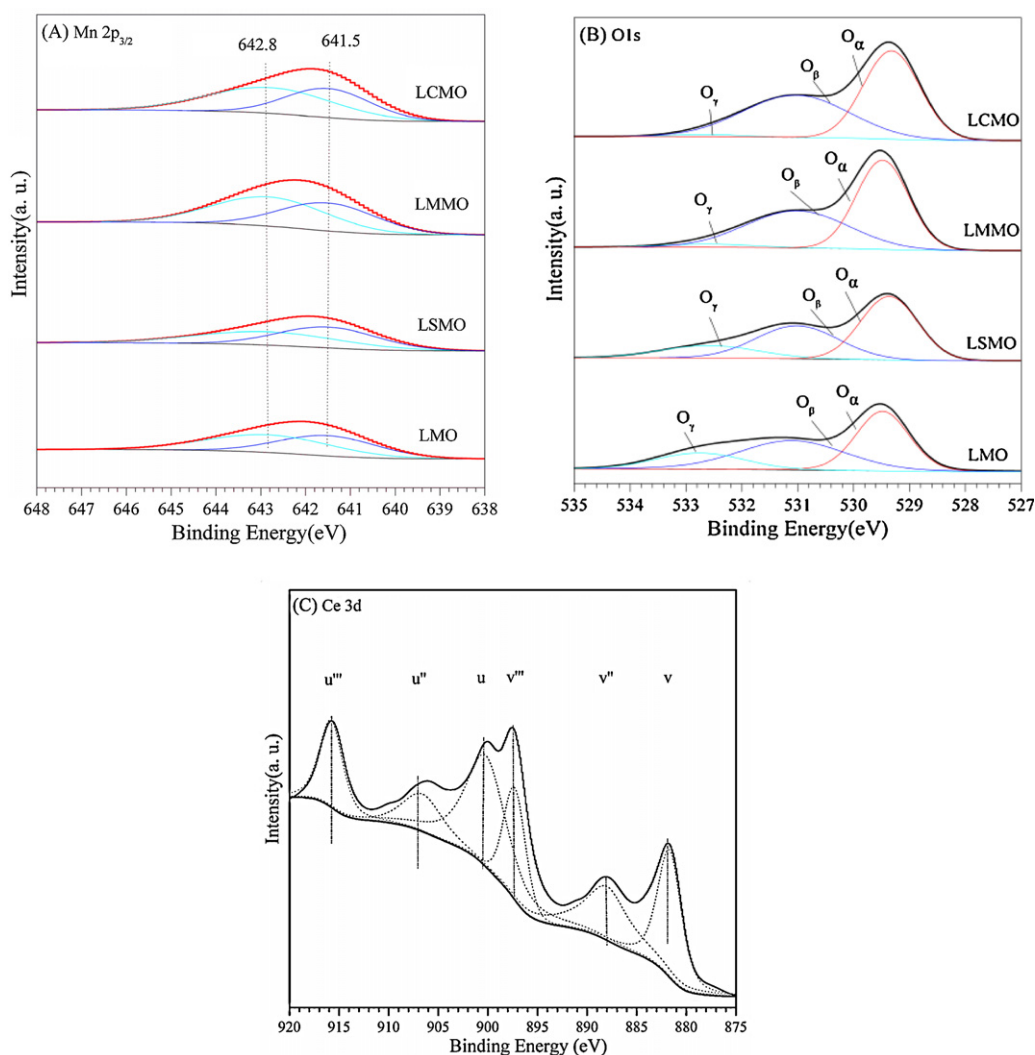 (A) Mn 2p3/2
642.8 641.5
LCMO
LMMO
LSMO
LMO
Intensity(a. u.)
648 647 646 645 644 643 642 641 640 639 638
Binding Energy(eV)
(B) O1s
Oγ Oβ Oα
LCMO
Oγ Oβ Oα
LMMO
Oγ Oβ Oα
LSMO
Oγ Oβ Oα
LMO
Intensity(a. u.)
535 534 533 532 531 530 529 528 527
Binding Energy(eV)
(C) Ce 3d
u''' u'' u v''' v'' v
Intensity(a. u.)
920 915 910 905 900 895 890 885 880 875
Binding Energy (eV)